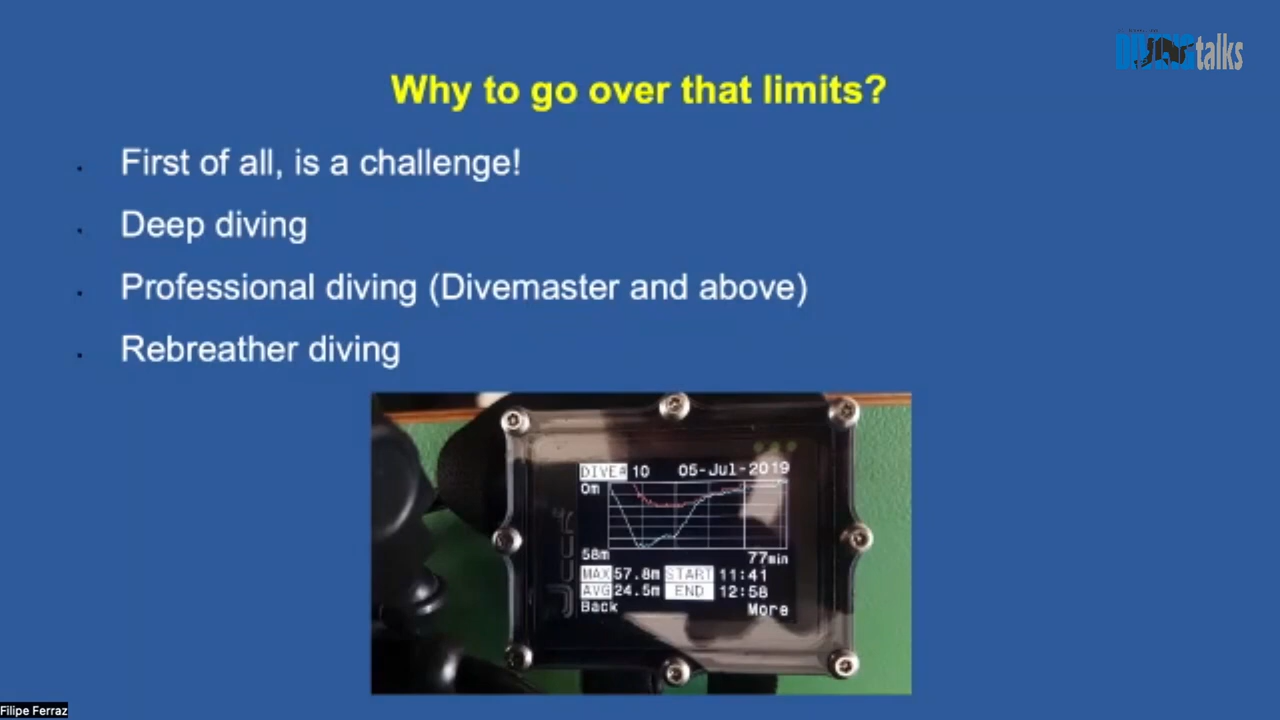 DIVING talks
Why to go over that limits?
First of all, is a challenge!
Deep diving
Professional diving (Divemaster and above)
Rebreather diving
DIVE# 10 05-Jul-2019
0m
58m 77min
MAX 57.8m START 11:41
AVG 24.5m END 12:58
Back More
Filipe Ferraz